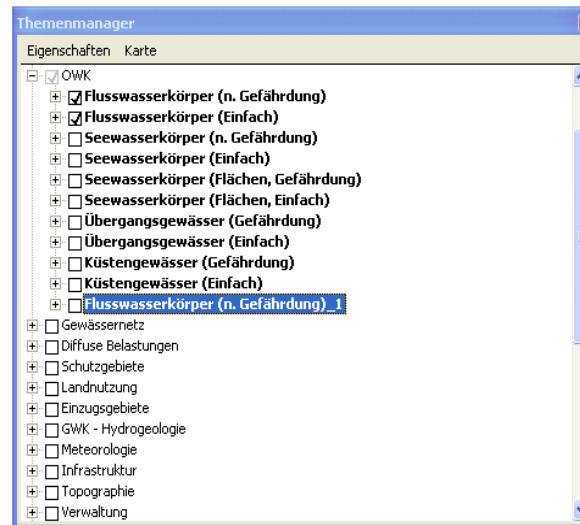 Themenmanager
Eigenschaften Karte
OWK
Flusswasserkörper (n. Gefährdung)
Flusswasserkörper (Einfach)
Seewasserkörper (n. Gefährdung)
Seewasserkörper (Einfach)
Seewasserkörper (Flächen, Gefährdung)
Seewasserkörper (Flächen, Einfach)
Übergangsgewässer (Gefährdung)
Übergangsgewässer (Einfach)
Küstengewässer (Gefährdung)
Küstengewässer (Einfach)
Flusswasserkörper (n. Gefährdung)_1
Gewässernetz
Diffuse Belastungen
Schutzgebiete
Landnutzung
Einzugsgebiete
GWK - Hydrogeologie
Meteorologie
Infrastruktur
Topographie
Verwaltung